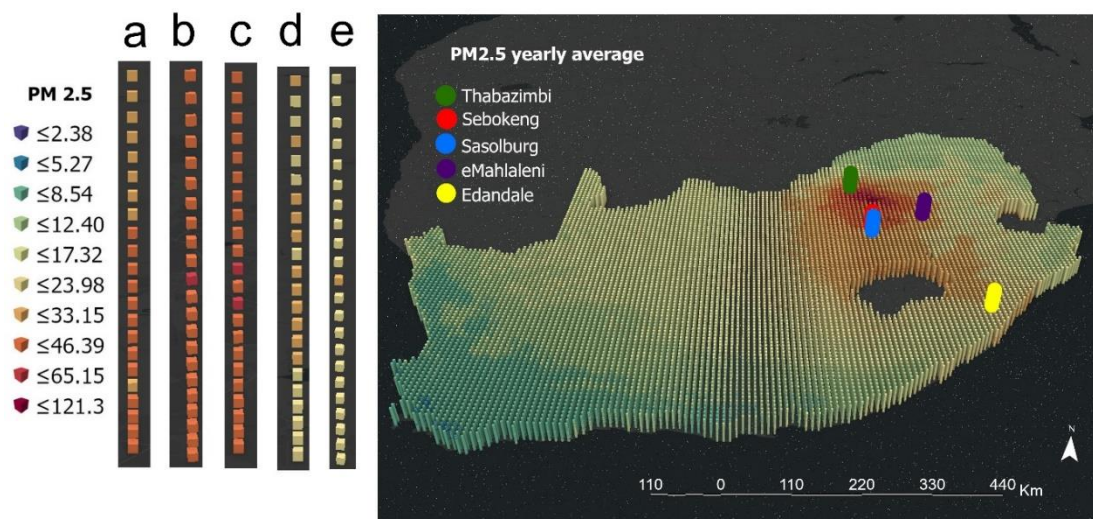 a b c d e
PM 2.5
≤2.38
≤5.27
≤8.54
≤12.40
≤17.32
≤23.98
≤33.15
≤46.39
≤65.15
≤121.3
PM2.5 yearly average
Thabazimbi
Sebokeng
Sasolburg
eMahlaleni
Edandale
N
110 0 110 220 330 440 Km